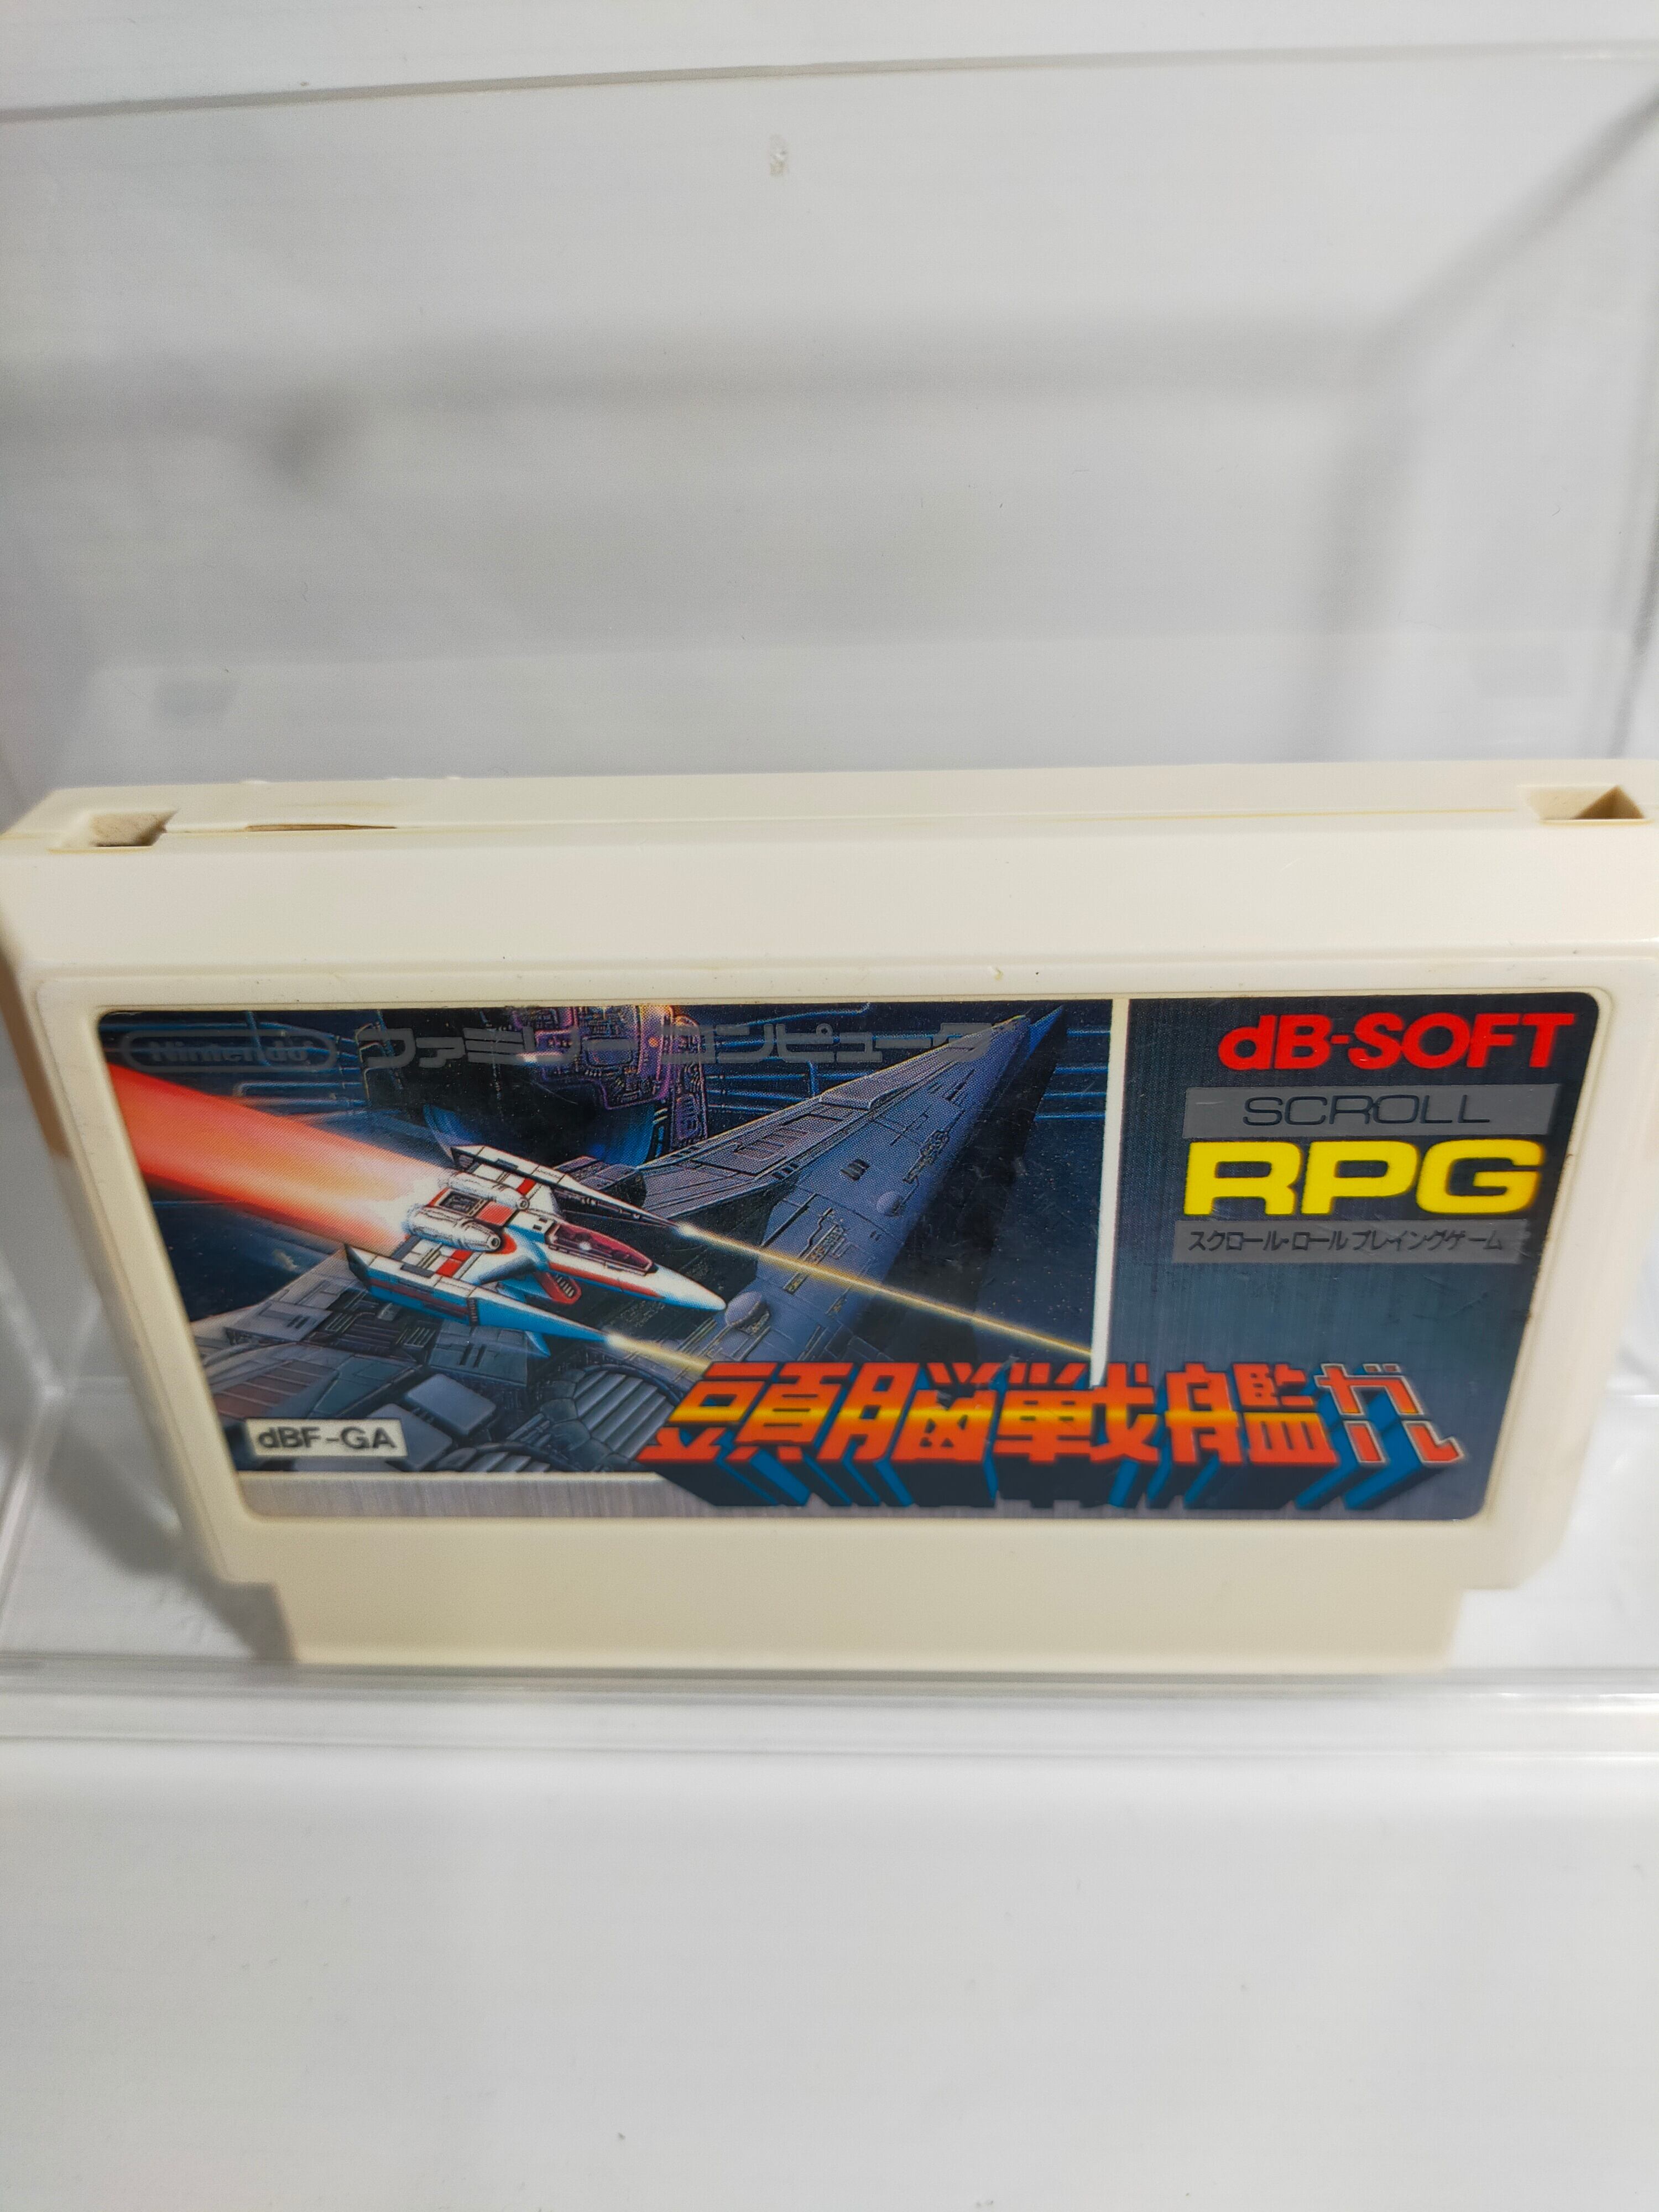 Nintendo ファミリーコンピュータ
dB-SOFT
SCROLL
RPG
スクロール・ロールプレイングゲーム
頭脳戦艦ガル
dBF-GA